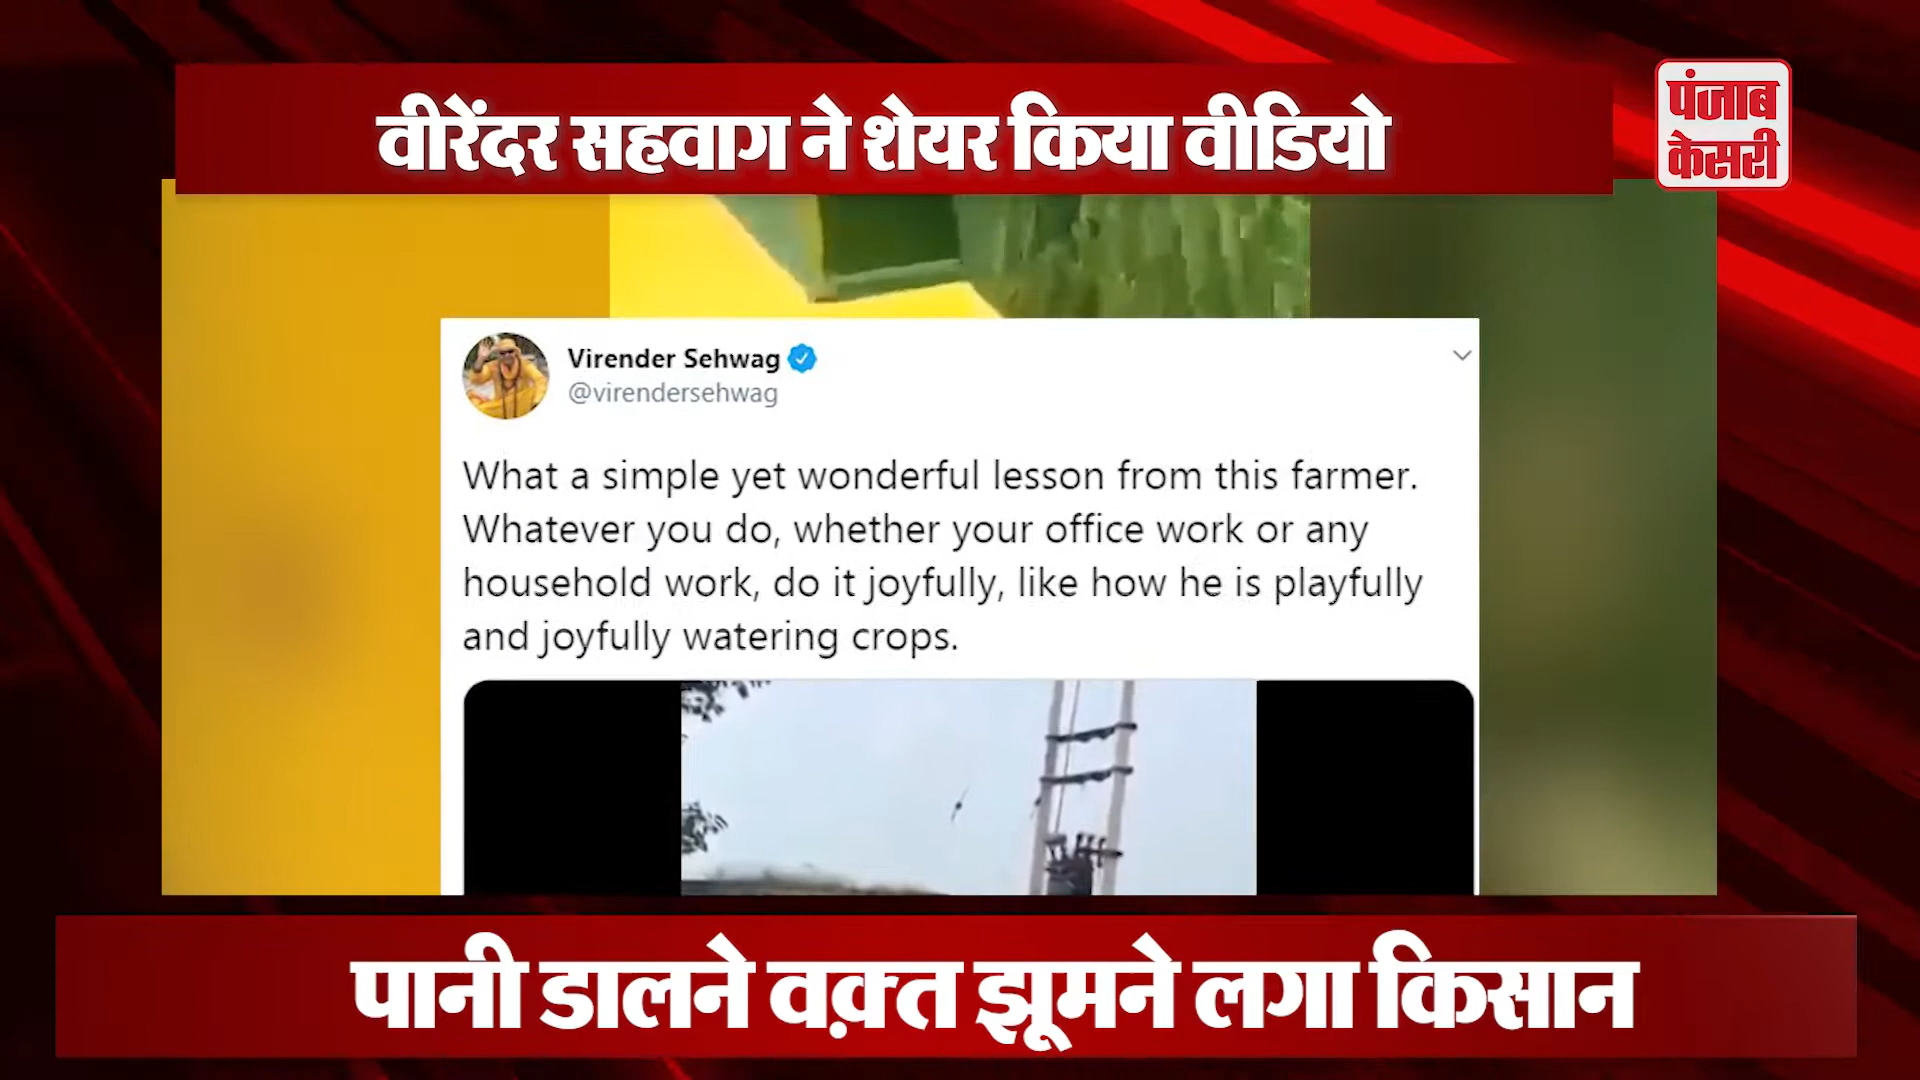 वीरेंदर सहवाग ने शेयर किया वीडियो
पंजाब
केसरी
Virender Sehwag
@virendersehwag
What a simple yet wonderful lesson from this farmer.
Whatever you do, whether your office work or any
household work, do it joyfully, like how he is playfully
and joyfully watering crops.
पानी डालने वक़्त झूमने लगा किसान